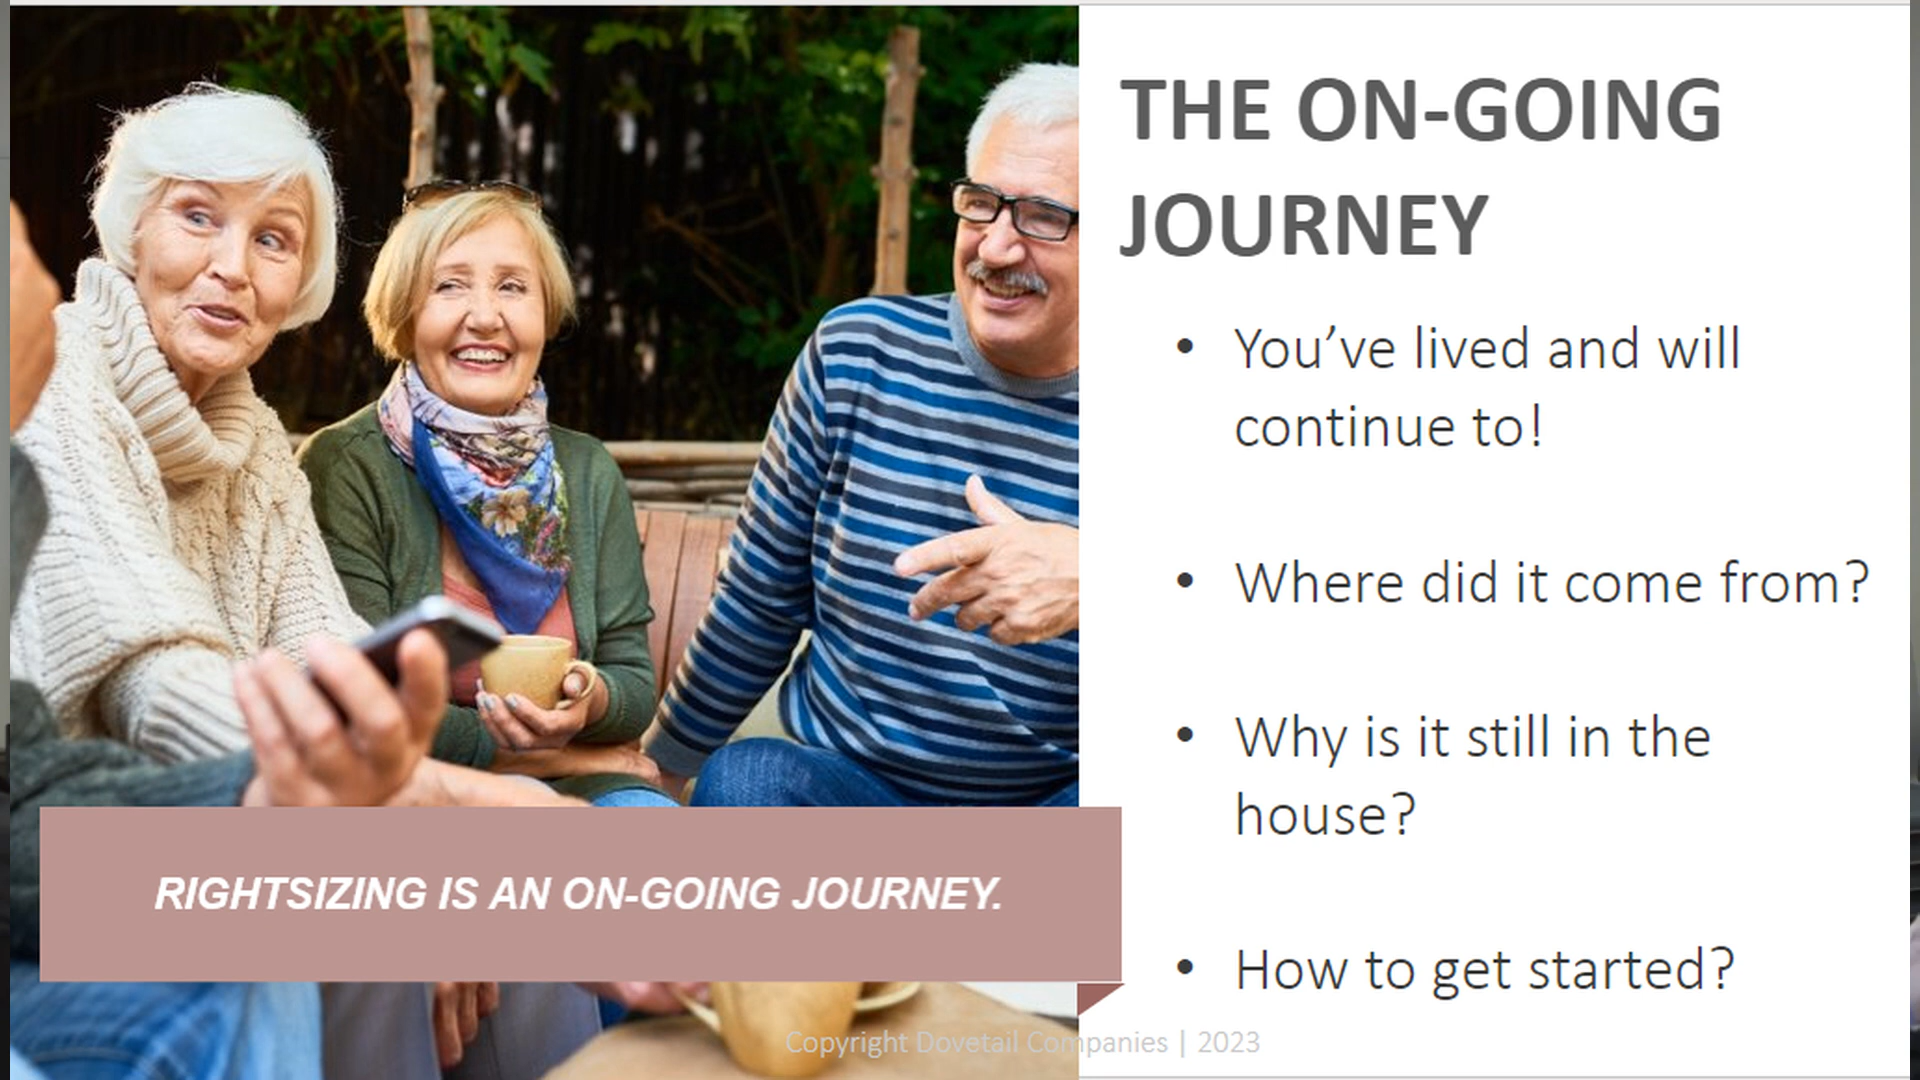 THE ON-GOING
JOURNEY
• You’ve lived and will
continue to!
• Where did it come from?
• Why is it still in the
house?
• How to get started?
RIGHTSIZING IS AN ON-GOING JOURNEY.
Copyright Dovetail Companies | 2023